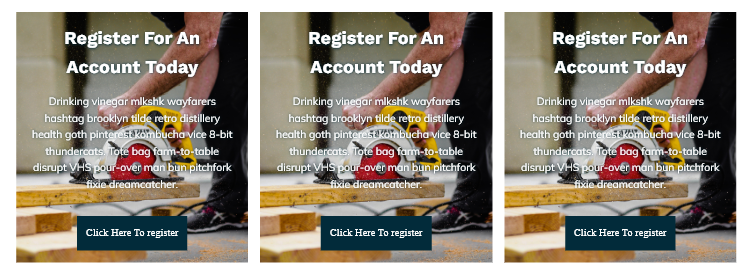 Register For An
Account Today
Drinking vinegar mlkshk wayfarers
hashtag brooklyn tilde retro distillery
health goth pinterest kombucha vice 8-bit
thundercats. Tote bag farm-to-table
disrupt VHS pour-over man bun pitchfork
fixie dreamcatcher.
Click Here To register
Register For An
Account Today
Drinking vinegar mlkshk wayfarers
hashtag brooklyn tilde retro distillery
health goth pinterest kombucha vice 8-bit
thundercats. Tote bag farm-to-table
disrupt VHS pour-over man bun pitchfork
fixie dreamcatcher.
Click Here To register
Register For An
Account Today
Drinking vinegar mlkshk wayfarers
hashtag brooklyn tilde retro distillery
health goth pinterest kombucha vice 8-bit
thundercats. Tote bag farm-to-table
disrupt VHS pour-over man bun pitchfork
fixie dreamcatcher.
Click Here To register